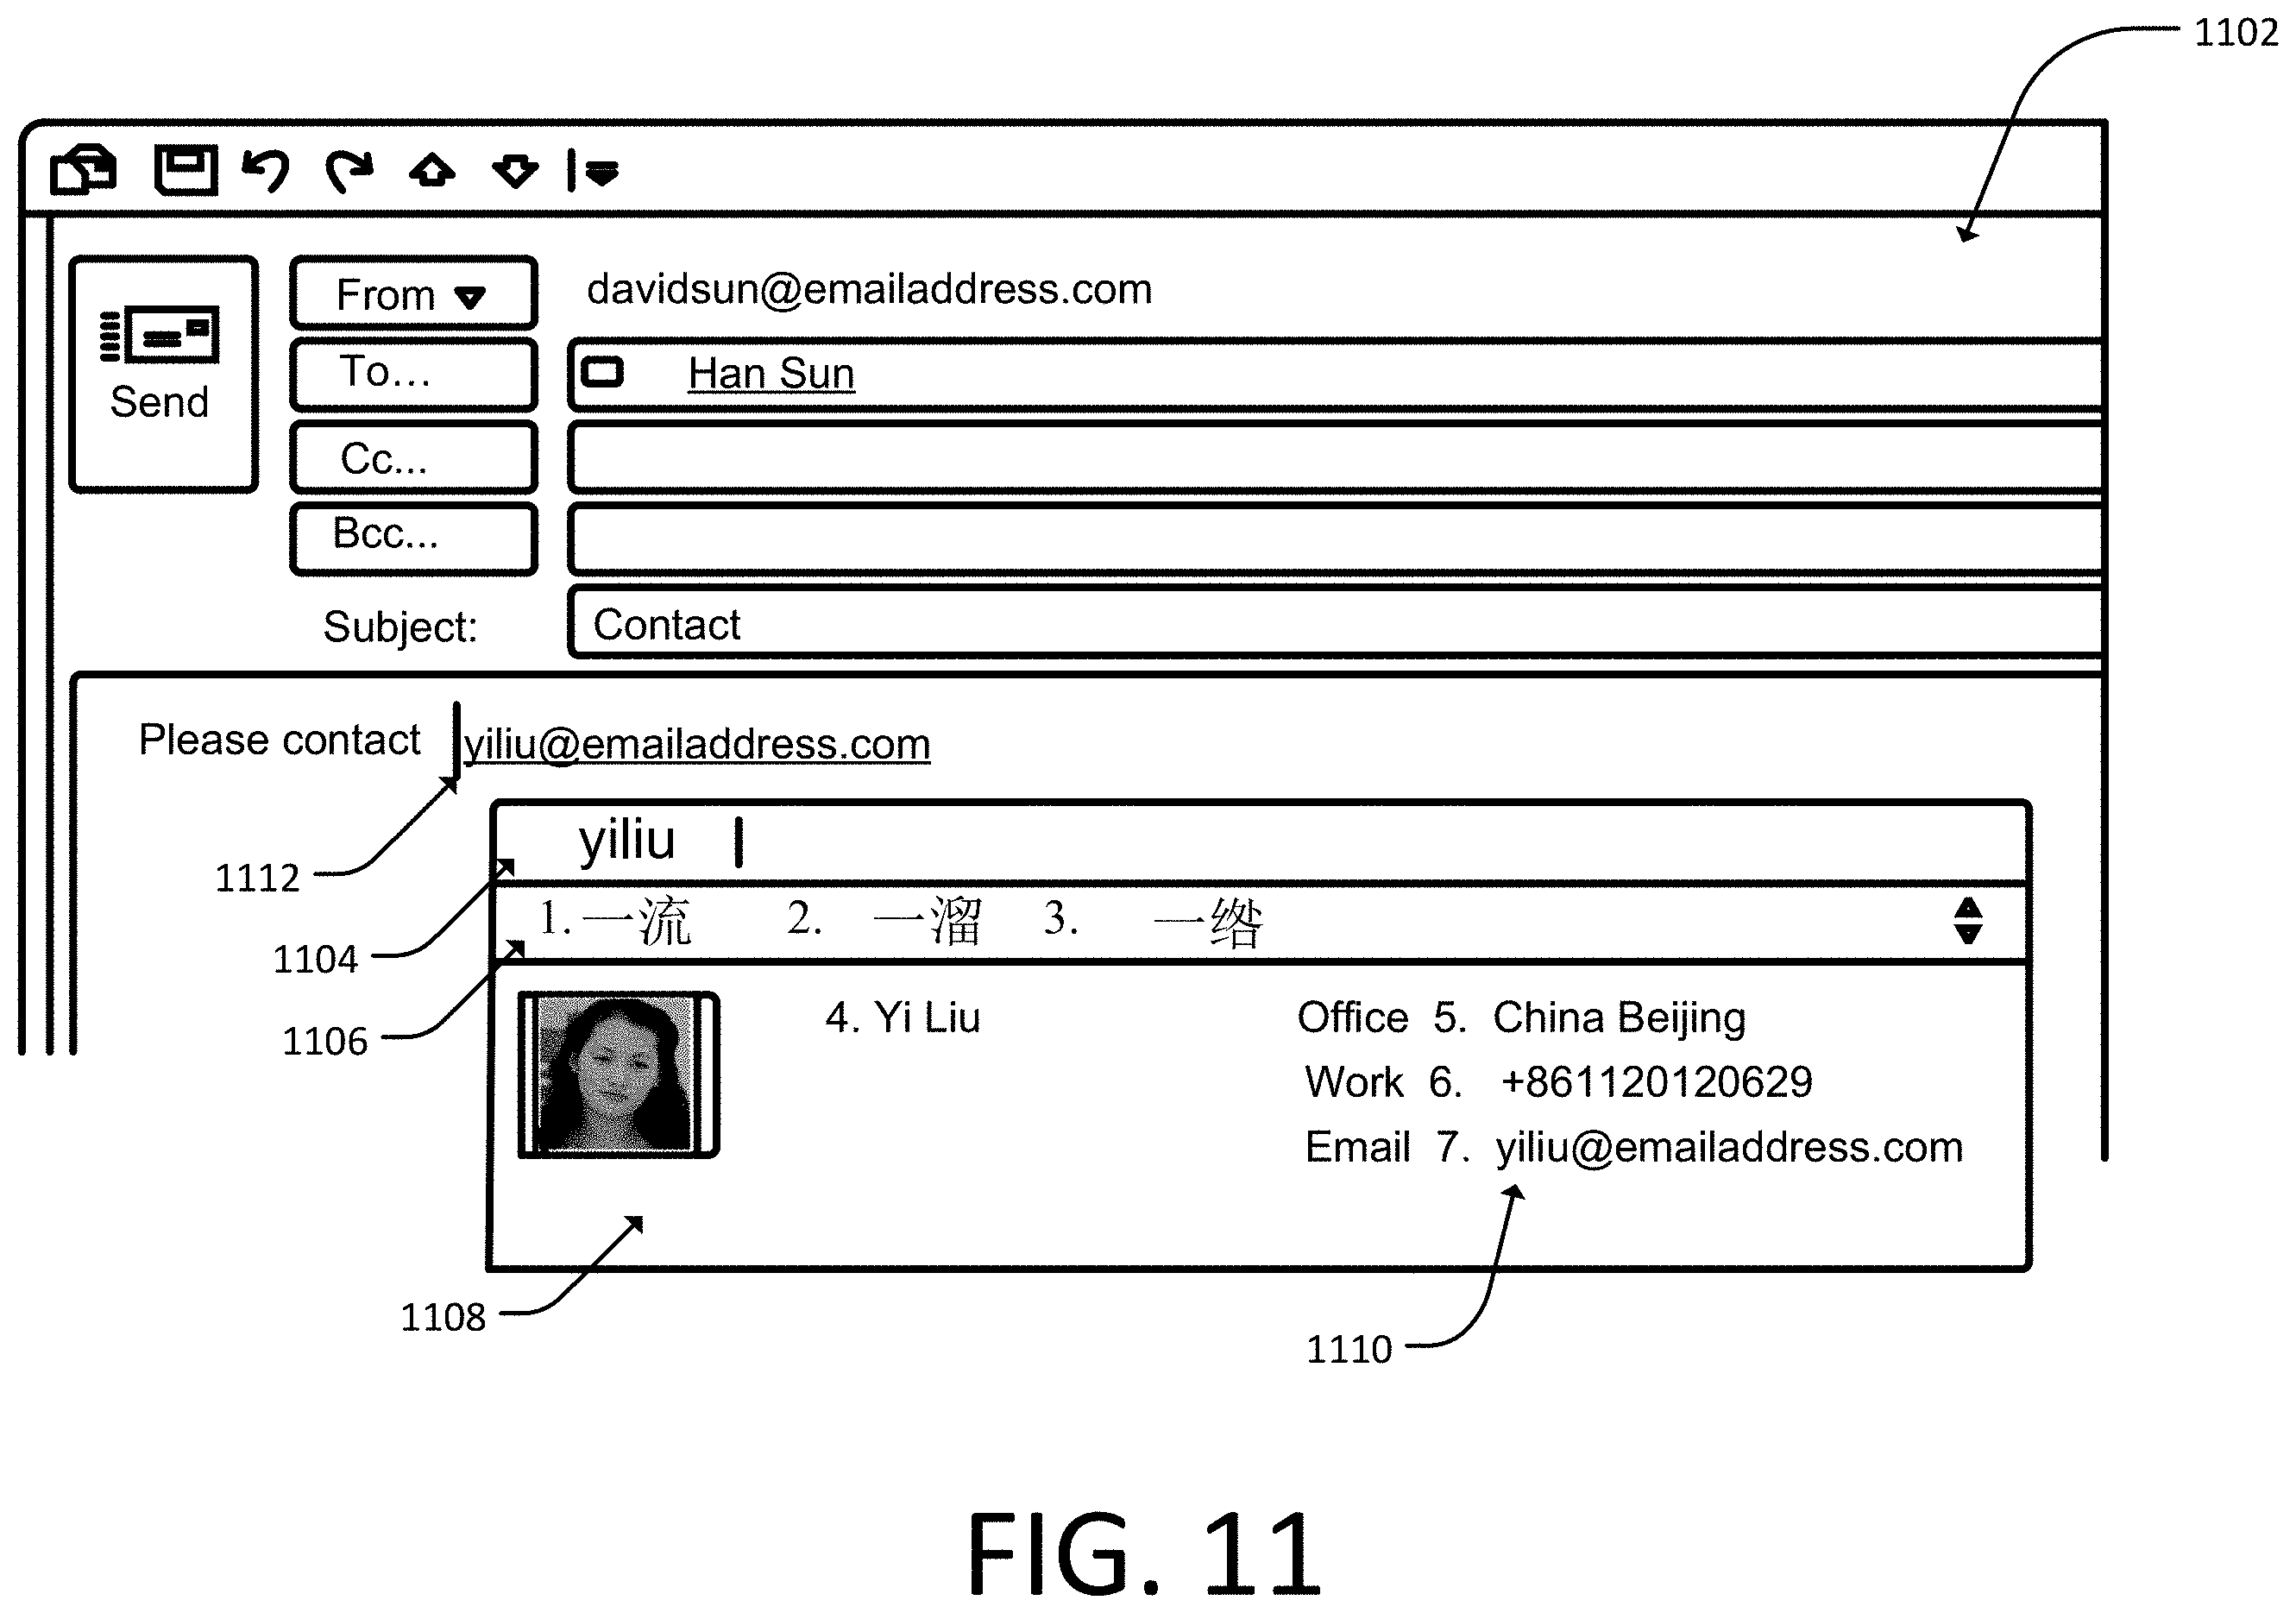 1102
From davidsun@emailaddress.com
To... Han Sun
Send
Cc...
Bcc...
Subject: Contact
Please contact yiliu@emailaddress.com
yiliu
1112
1. 一流 2. 一溜 3. 一绺
1104
4. Yi Liu Office 5. China Beijing
1106
Work 6. +861120120629
Email 7. yiliu@emailaddress.com
1108
1110
FIG. 11